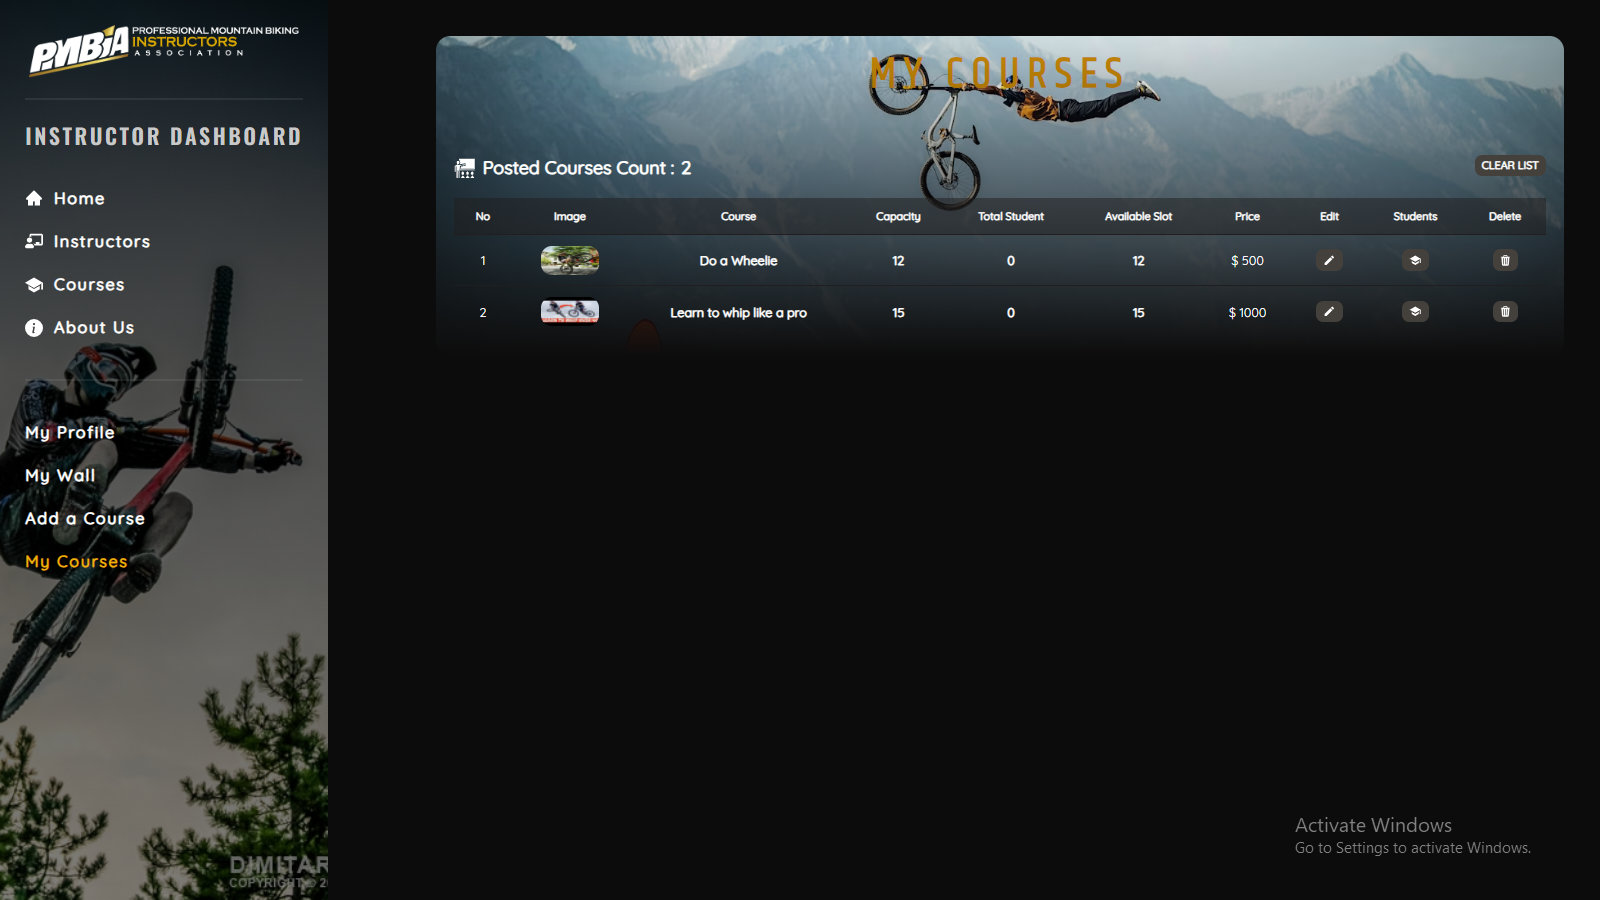 PMBIA
PROFESSIONAL MOUNTAIN BIKING
INSTRUCTORS
ASSOCIATION
INSTRUCTOR DASHBOARD
Home
Instructors
Courses
About Us
My Profile
My Wall
Add a Course
My Courses
DIMITAR
COPYRIGHT © 2
MY COURSES
Posted Courses Count : 2
CLEAR LIST
No Image Course Capacity Total Student Available Slot Price Edit Students Delete
1 Do a Wheelie 12 0 12 $ 500
2 Learn to whip like a pro 15 0 15 $ 1000
Activate Windows
Go to Settings to activate Windows.